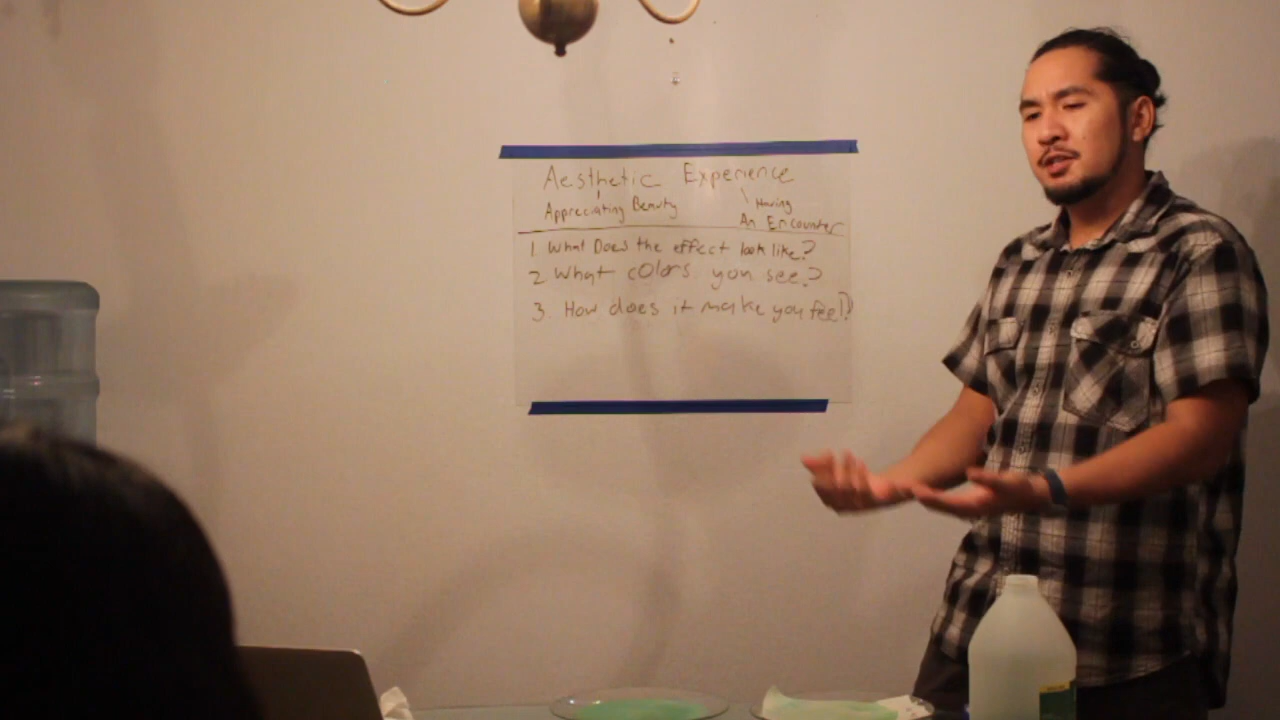 Aesthetic Experience
Appreciating Beauty
Having
An Encounter
1 What Does the effect look like?
2 What colors you see?
3. How does it make you feel?